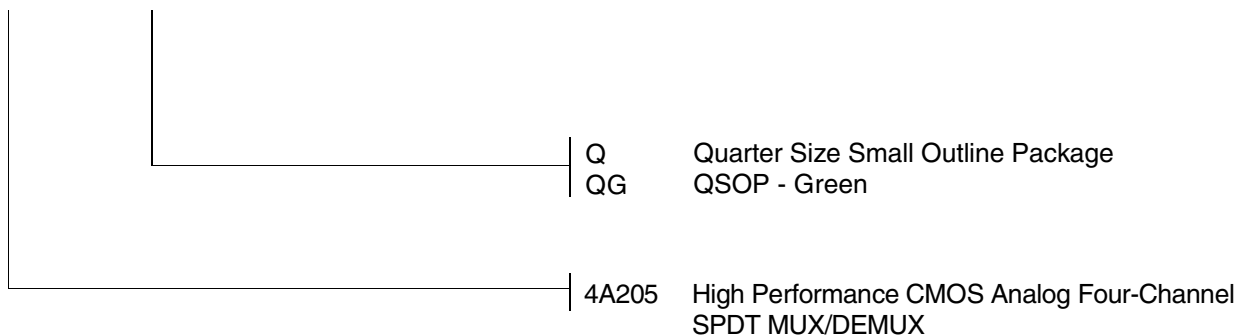 Q Quarter Size Small Outline Package
QG QSOP - Green
4A205 High Performance CMOS Analog Four-Channel
SPDT MUX/DEMUX